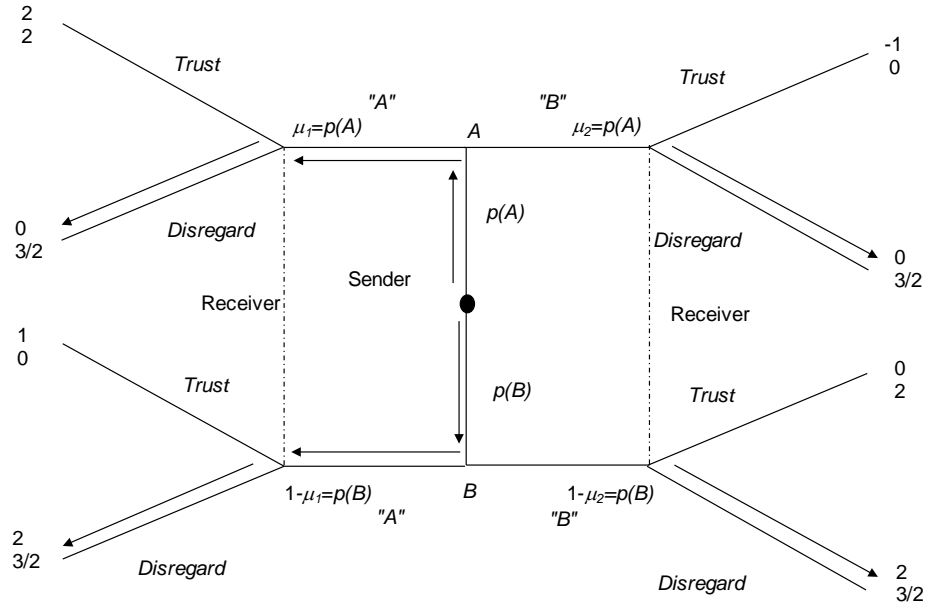 2
2
Trust
-1
0
Trust
"A"
"B"
μ1=p(A)
A
μ2=p(A)
p(A)
0
3/2
Disregard
Disregard
0
3/2
Sender
Receiver
Receiver
1
0
Trust
p(B)
Trust
0
2
1-μ1=p(B)
B
1-μ2=p(B)
"A"
"B"
2
3/2
Disregard
Disregard
2
3/2